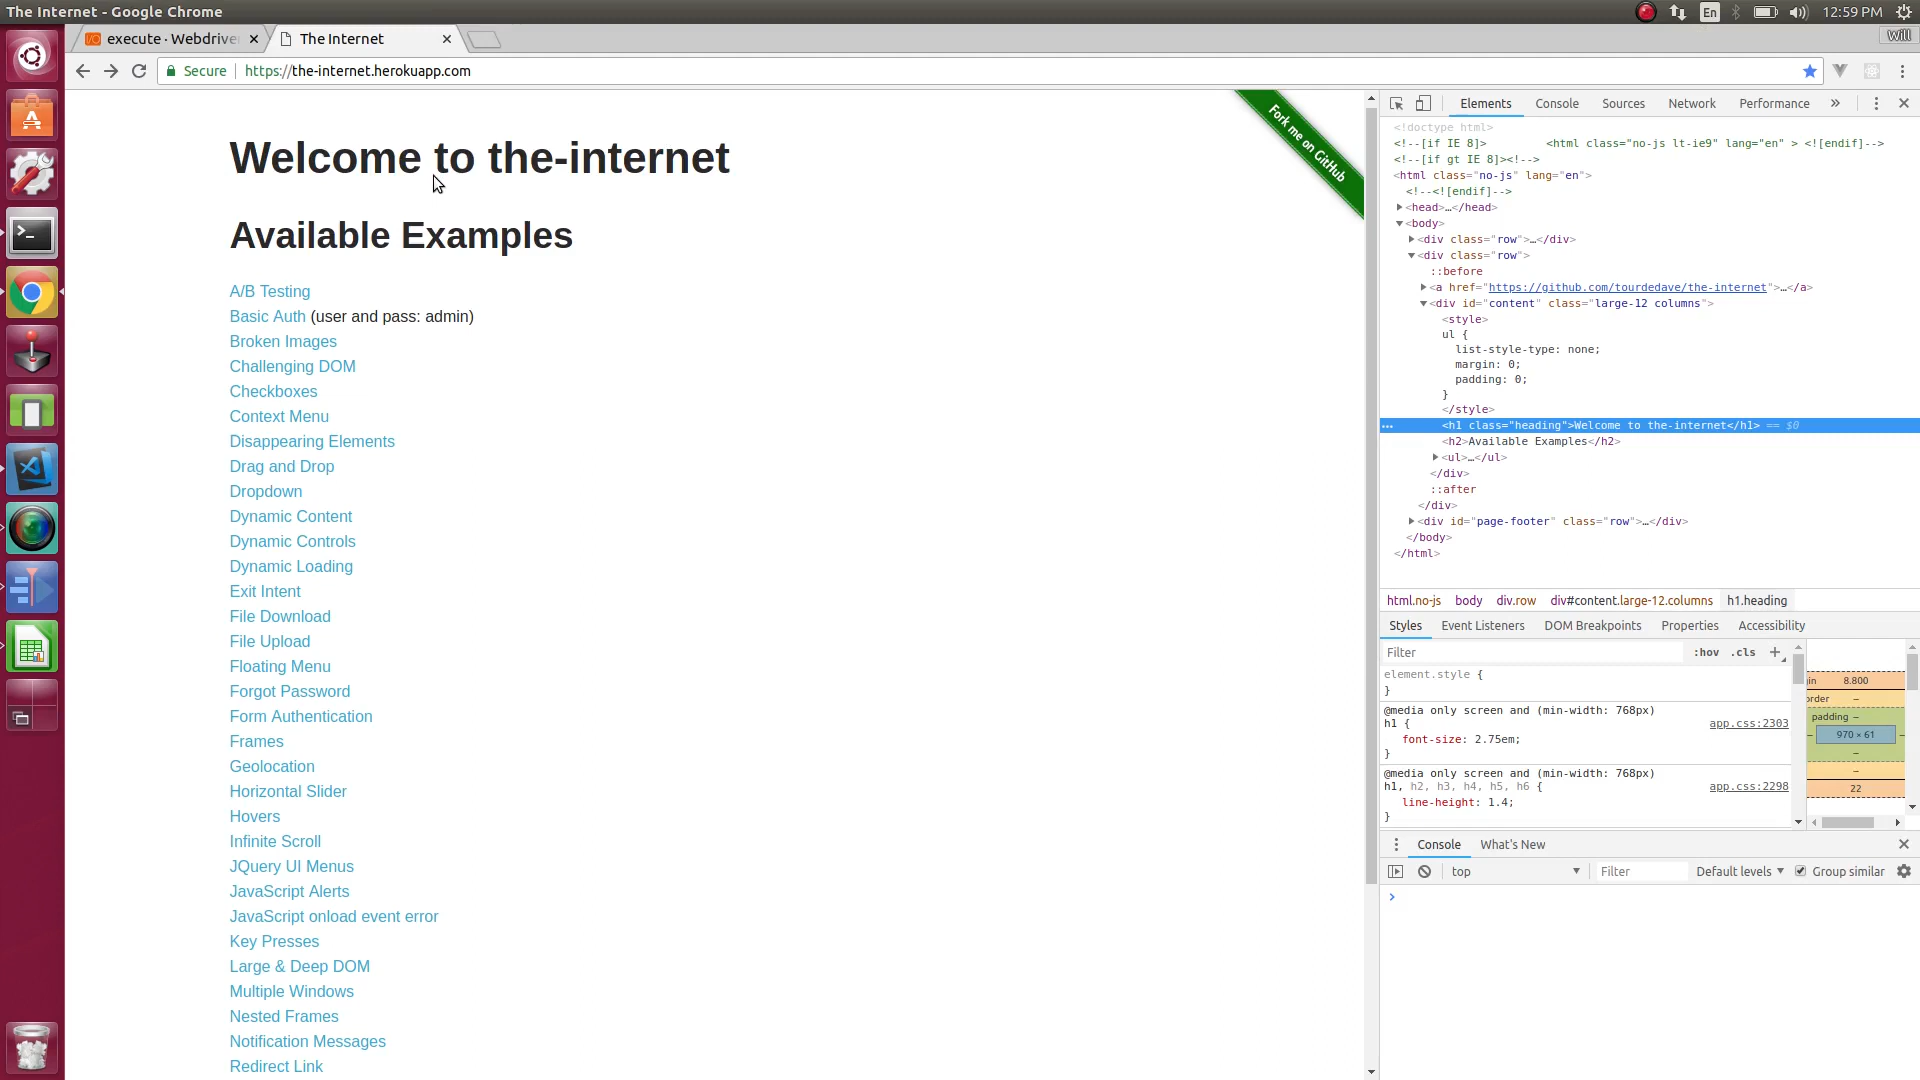 The Internet - Google Chrome
En
12:59 PM
execute · Webdrive
The Internet
Will
Secure
https://the-internet.herokuapp.com
Fork me on GitHub
Welcome to the-internet
Available Examples
A/B Testing
Basic Auth (user and pass: admin)
Broken Images
Challenging DOM
Checkboxes
Context Menu
Disappearing Elements
Drag and Drop
Dropdown
Dynamic Content
Dynamic Controls
Dynamic Loading
Exit Intent
File Download
File Upload
Floating Menu
Forgot Password
Form Authentication
Frames
Geolocation
Horizontal Slider
Hovers
Infinite Scroll
JQuery UI Menus
JavaScript Alerts
JavaScript onload event error
Key Presses
Large & Deep DOM
Multiple Windows
Nested Frames
Notification Messages
Redirect Link
Elements Console Sources Network Performance »
<!doctype html>
<!--[if IE 8]> <html class="no-js lt-ie9" lang="en" > <![endif]-->
<!--[if gt IE 8]><!-->
<html class="no-js" lang="en">
<!--<![endif]-->
<head>…</head>
<body>
<div class="row">…</div>
<div class="row">
::before
<a href="https://github.com/tourdedave/the-internet">…</a>
<div id="content" class="large-12 columns">
<style>
ul {
list-style-type: none;
margin: 0;
padding: 0;
}
</style>
<h1 class="heading">Welcome to the-internet</h1> == $0
<h2>Available Examples</h2>
<ul>…</ul>
</div>
::after
</div>
<div id="page-footer" class="row">…</div>
</body>
</html>
html.no-js body div.row div#content.large-12.columns h1.heading
Styles Event Listeners DOM Breakpoints Properties Accessibility
Filter :hov .cls +
element.style {
}
@media only screen and (min-width: 768px)
h1 { app.css:2303
font-size: 2.75em;
}
@media only screen and (min-width: 768px)
h1, h2, h3, h4, h5, h6 { app.css:2298
line-height: 1.4;
}
in 8.800
order –
padding –
– 970 × 61 –
–
–
22
Console What's New
top Filter Default levels Group similar